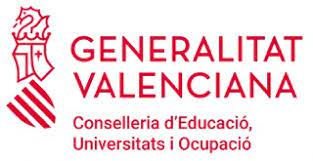 GENERALITAT
VALENCIANA
Conselleria d'Educació,
Universitats i Ocupació